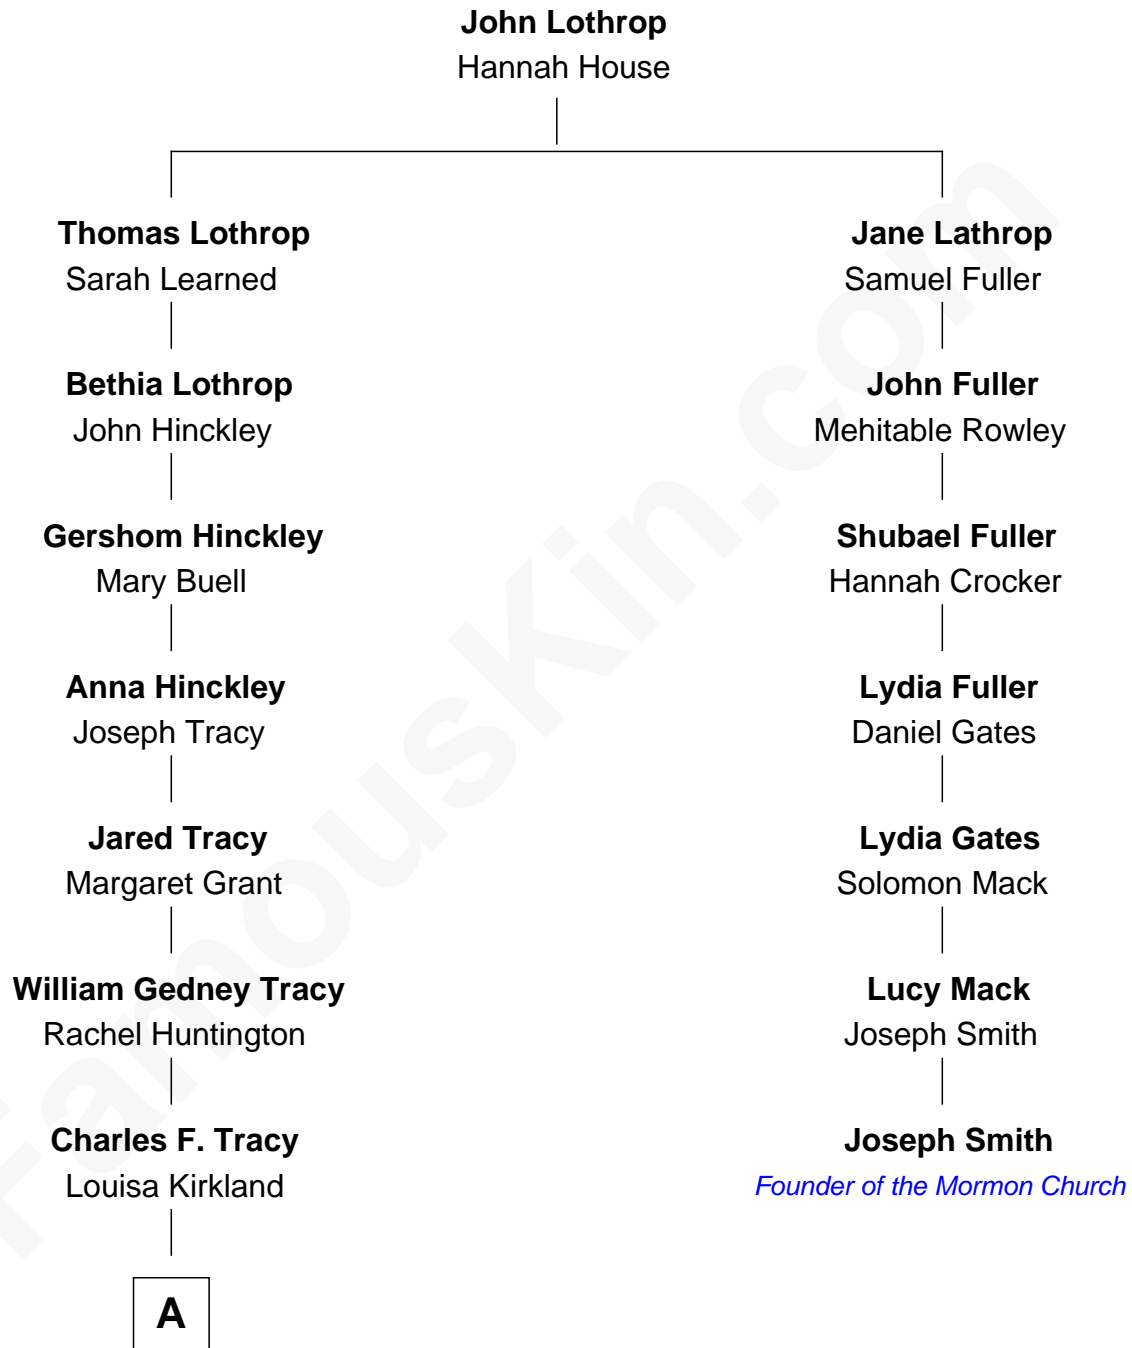 John Lothrop
Hannah House
Thomas Lothrop
Sarah Learned
Bethia Lothrop
John Hinckley
Gershom Hinckley
Mary Buell
Anna Hinckley
Joseph Tracy
Jared Tracy
Margaret Grant
William Gedney Tracy
Rachel Huntington
Charles F. Tracy
Louisa Kirkland
A
Jane Lathrop
Samuel Fuller
John Fuller
Mehitable Rowley
Shubael Fuller
Hannah Crocker
Lydia Fuller
Daniel Gates
Lydia Gates
Solomon Mack
Lucy Mack
Joseph Smith
Joseph Smith
Founder of the Mormon Church
FamousKin.com